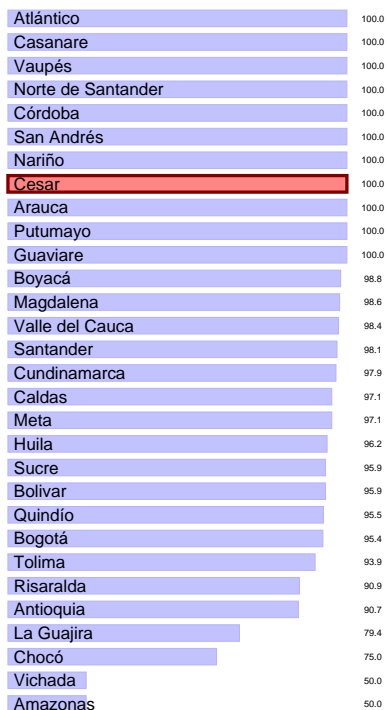 Atlántico 100.0
Casanare 100.0
Vaupés 100.0
Norte de Santander 100.0
Córdoba 100.0
San Andrés 100.0
Nariño 100.0
Cesar 100.0
Arauca 100.0
Putumayo 100.0
Guaviare 100.0
Boyacá 98.8
Magdalena 98.6
Valle del Cauca 98.4
Santander 98.1
Cundinamarca 97.9
Caldas 97.1
Meta 97.1
Huila 96.2
Sucre 95.9
Bolivar 95.9
Quindío 95.5
Bogotá 95.4
Tolima 93.9
Risaralda 90.9
Antioquia 90.7
La Guajira 79.4
Chocó 75.0
Vichada 50.0
Amazonas 50.0